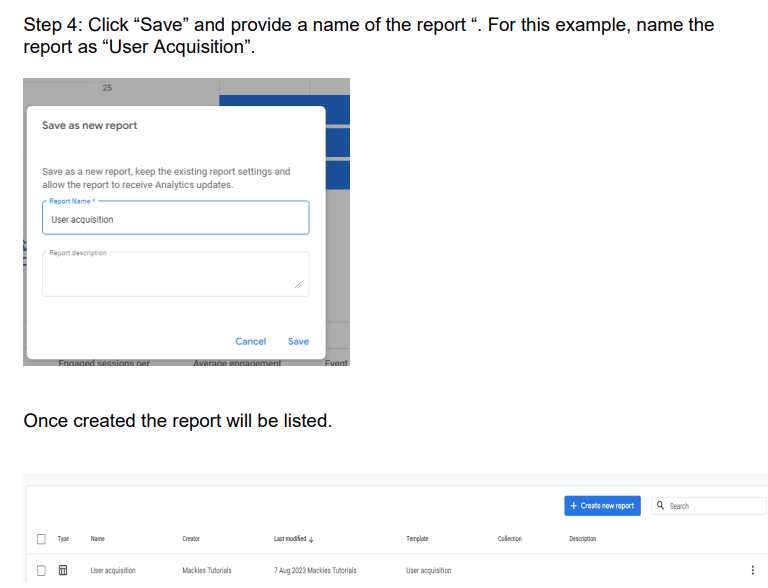 Step 4: Click “Save” and provide a name of the report “. For this example, name the
report as “User Acquisition”.
25
Save as new report
Save as a new report, keep the existing report settings and
allow the report to receive Analytics updates.
Report Name *
User acquisition
Report description
Cancel Save
Engaged sessions per Average engagement Event
Once created the report will be listed.
+ Create new report Search
Type Name Creator Last modified ↓ Template Collection Description
User acquisition Mackies Tutorials 7 Aug 2023 Mackies Tutorials User acquisition